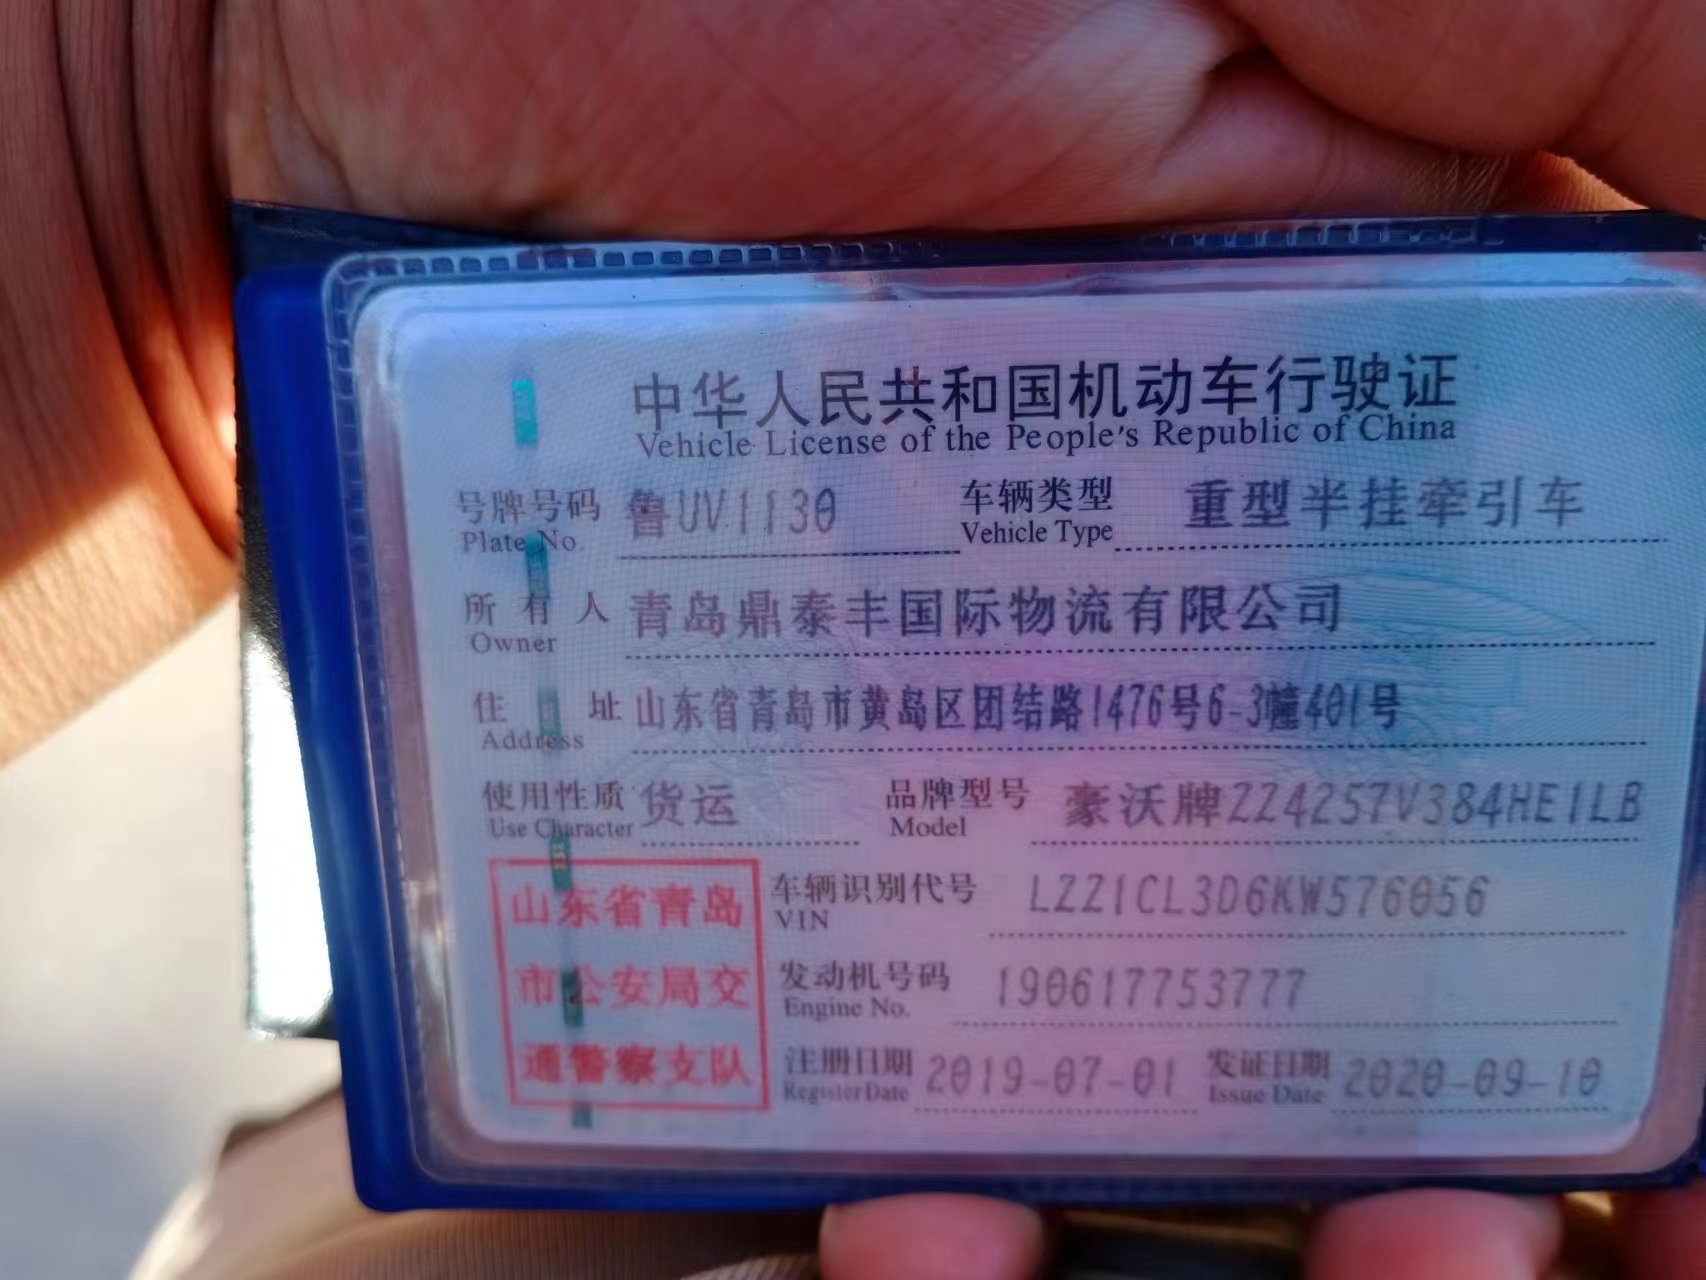 中华人民共和国机动车行驶证
Vehicle License of the People's Republic of China
号牌号码 鲁UV1130 车辆类型 重型半挂牵引车
Plate No. Vehicle Type
所有人 青岛鼎泰丰国际物流有限公司
Owner
住址 山东省青岛市黄岛区团结路1476号6-3幢401号
Address
使用性质 货运 品牌型号 豪沃牌ZZ4257V384HE1LB
Use Character Model
山东省青岛
市公安局交
通警察支队
车辆识别代号 LZZ1CL3D6KW576056
VIN
发动机号码 190617753777
Engine No.
注册日期 2019-07-01 发证日期 2020-09-10
Register Date Issue Date